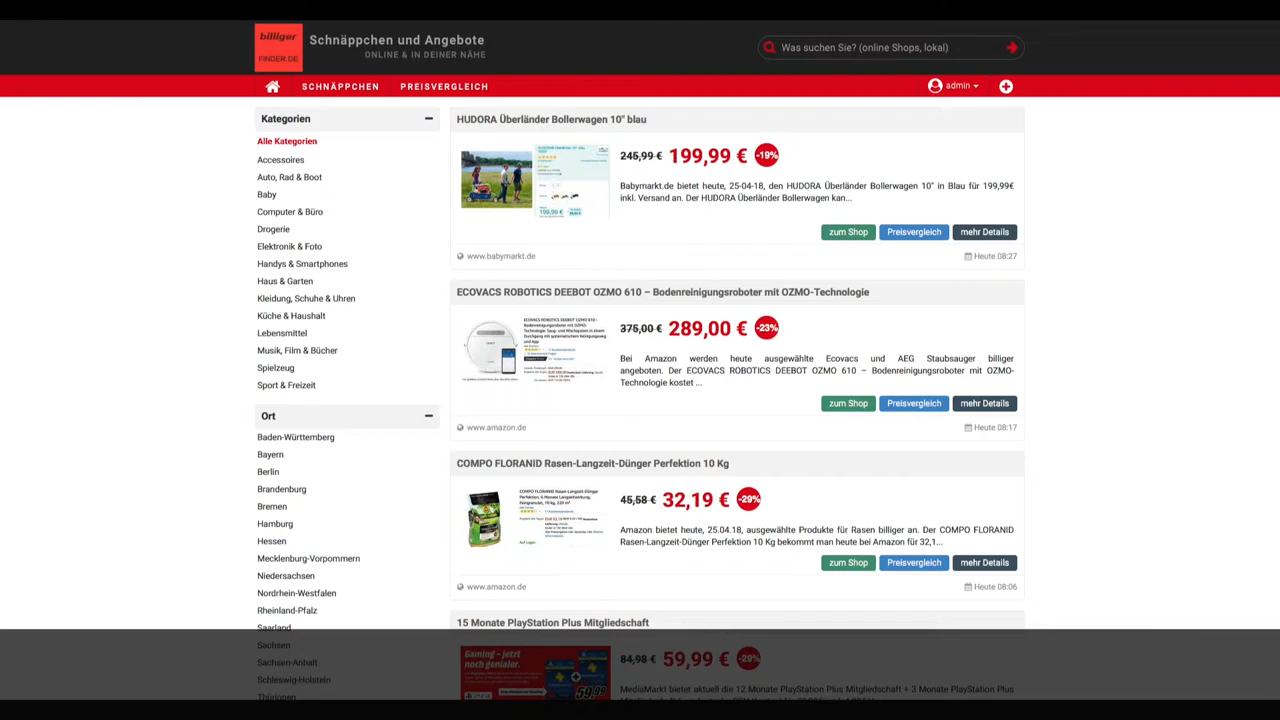 billiger
FINDER.DE
Schnäppchen und Angebote
ONLINE & IN DEINER NÄHE
Was suchen Sie? (online Shops, lokal)
SCHNÄPPCHEN
PREISVERGLEICH
admin
Kategorien
Alle Kategorien
Accessoires
Auto, Rad & Boot
Baby
Computer & Büro
Drogerie
Elektronik & Foto
Handys & Smartphones
Haus & Garten
Kleidung, Schuhe & Uhren
Küche & Haushalt
Lebensmittel
Musik, Film & Bücher
Spielzeug
Sport & Freizeit
Ort
Baden-Württemberg
Bayern
Berlin
Brandenburg
Bremen
Hamburg
Hessen
Mecklenburg-Vorpommern
Niedersachsen
Nordrhein-Westfalen
Rheinland-Pfalz
Saarland
Sachsen
Sachsen-Anhalt
Schleswig-Holstein
Thüringen
HUDORA Überländer Bollerwagen 10" blau
245,99 € 199,99 € -19%
Babymarkt.de bietet heute, 25-04-18, den HUDORA Überländer Bollerwagen 10" in Blau für 199,99€
inkl. Versand an. Der HUDORA Überländer Bollerwagen kan...
zum Shop
Preisvergleich
mehr Details
www.babymarkt.de
Heute 08:27
ECOVACS ROBOTICS DEEBOT OZMO 610 – Bodenreinigungsroboter mit OZMO-Technologie
375,00 € 289,00 € -23%
Bei Amazon werden heute ausgewählte Ecovacs und AEG Staubsauger billiger
angeboten. Der ECOVACS ROBOTICS DEEBOT OZMO 610 – Bodenreinigungsroboter mit OZMO-
Technologie kostet ...
zum Shop
Preisvergleich
mehr Details
www.amazon.de
Heute 08:17
COMPO FLORANID Rasen-Langzeit-Dünger Perfektion 10 Kg
45,58 € 32,19 € -29%
Amazon bietet heute, 25.04.18, ausgewählte Produkte für Rasen billiger an. Der COMPO FLORANID
Rasen-Langzeit-Dünger Perfektion 10 Kg bekommt man heute bei Amazon für 32,1...
zum Shop
Preisvergleich
mehr Details
www.amazon.de
Heute 08:06
15 Monate PlayStation Plus Mitgliedschaft
Gaming – jetzt
noch genialer.
59,99
84,98 € 59,99 € -29%
MediaMarkt bietet aktuell die 12 Monate PlayStation Plus Mitgliedschaft + 3 Monate PlayStation